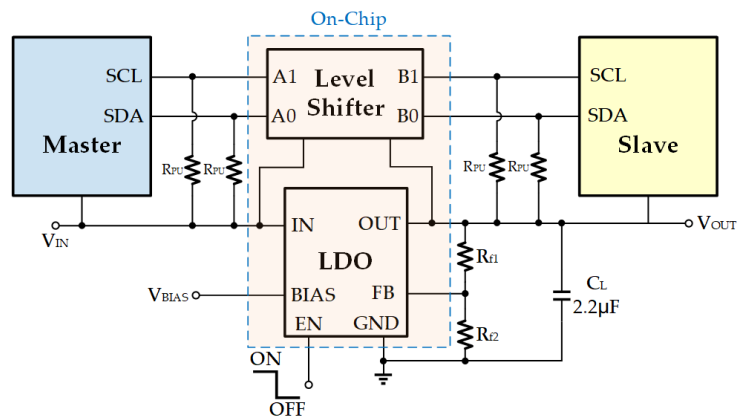 On-Chip
SCL
SDA
Master
A1
A0
Level
Shifter
B1
B0
SCL
SDA
Slave
RPU
RPU
RPU
RPU
VIN
IN
OUT
LDO
VOUT
Rf1
VBIAS
BIAS
FB
CL
2.2µF
EN
GND
Rf2
ON
OFF